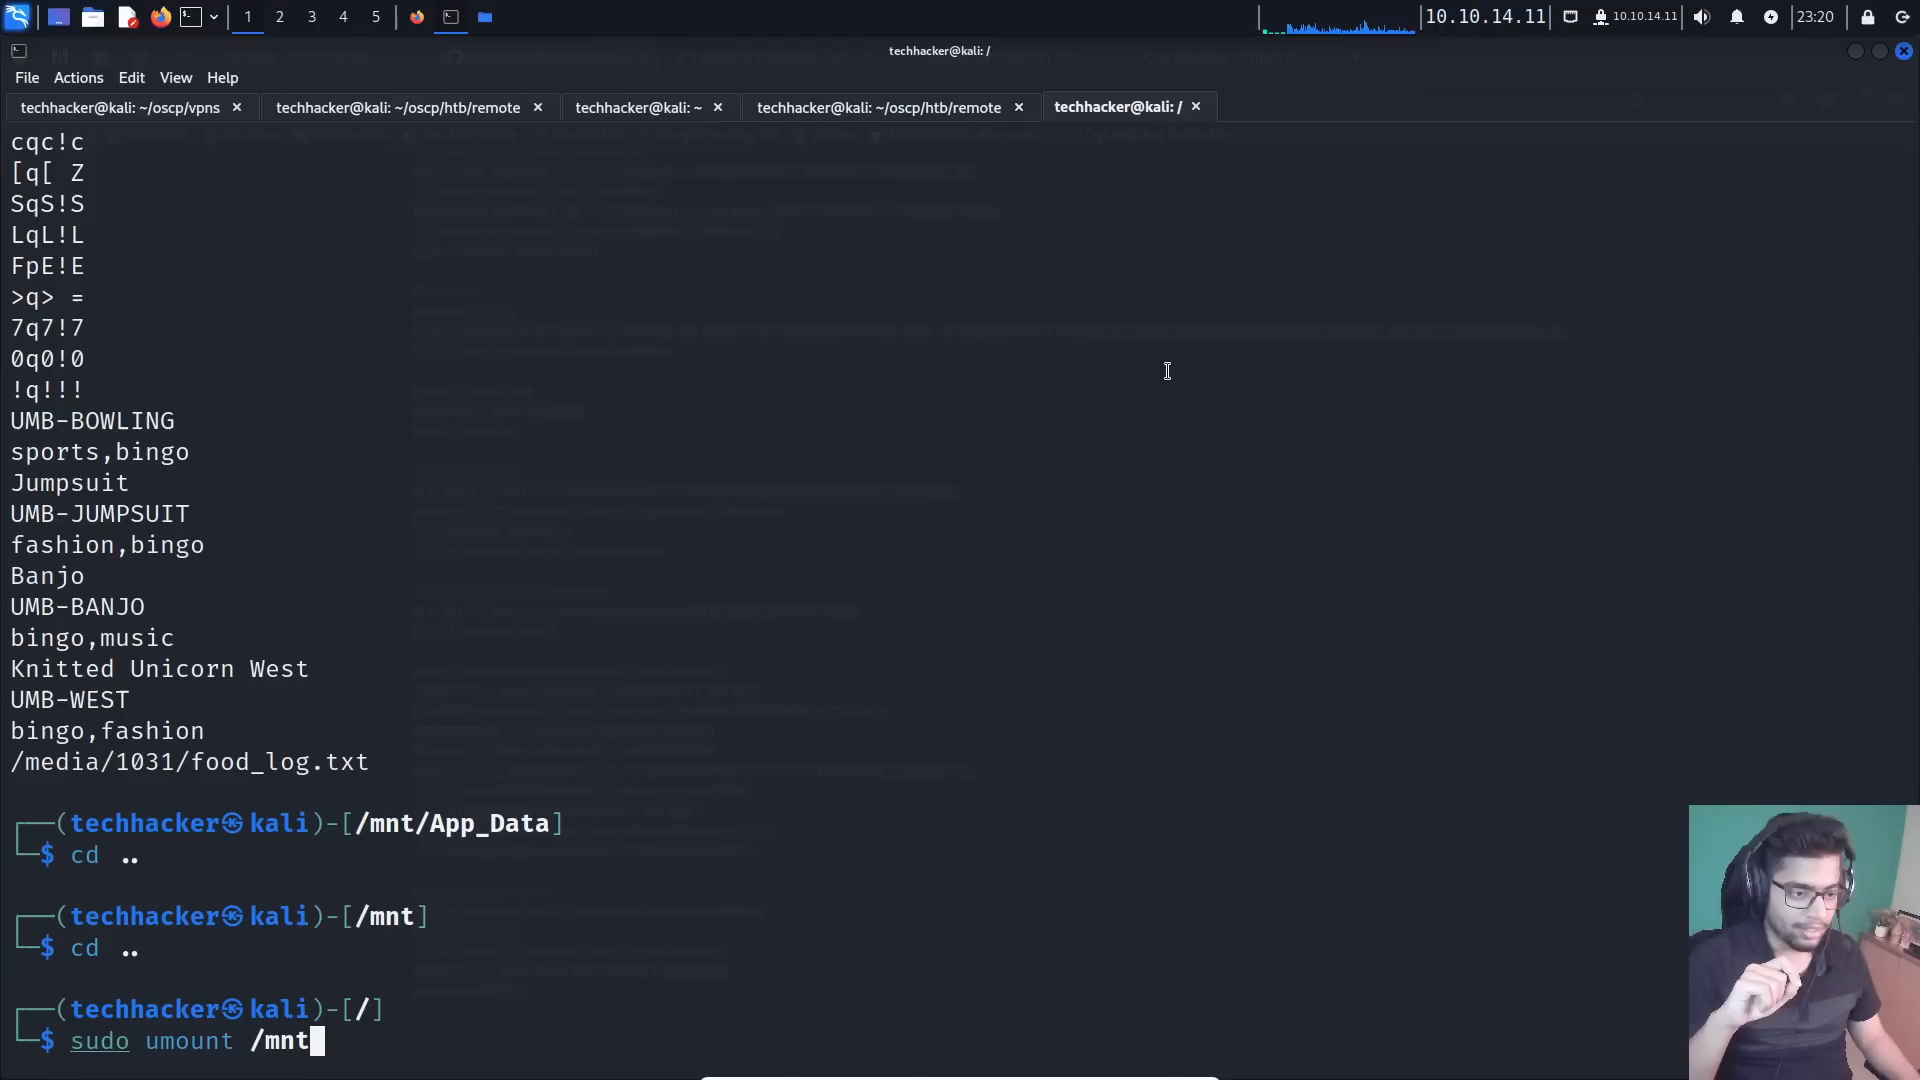 1 2 3 4 5 10.10.14.11 10.10.14.11 23:20
techhacker@kali: /
File Actions Edit View Help
techhacker@kali: ~/oscp/vpns × techhacker@kali: ~/oscp/htb/remote × techhacker@kali: ~ × techhacker@kali: ~/oscp/htb/remote × techhacker@kali: / ×
cqc!c
[q[ Z
SqS!S
LqL!L
FpE!E
>q> =
7q7!7
0q0!0
!q!!!
UMB-BOWLING
sports,bingo
Jumpsuit
UMB-JUMPSUIT
fashion,bingo
Banjo
UMB-BANJO
bingo,music
Knitted Unicorn West
UMB-WEST
bingo,fashion
/media/1031/food_log.txt
┌──(techhacker㉿kali)-[/mnt/App_Data]
└─$ cd ..
┌──(techhacker㉿kali)-[/mnt]
└─$ cd ..
┌──(techhacker㉿kali)-[/]
└─$ sudo umount /mnt